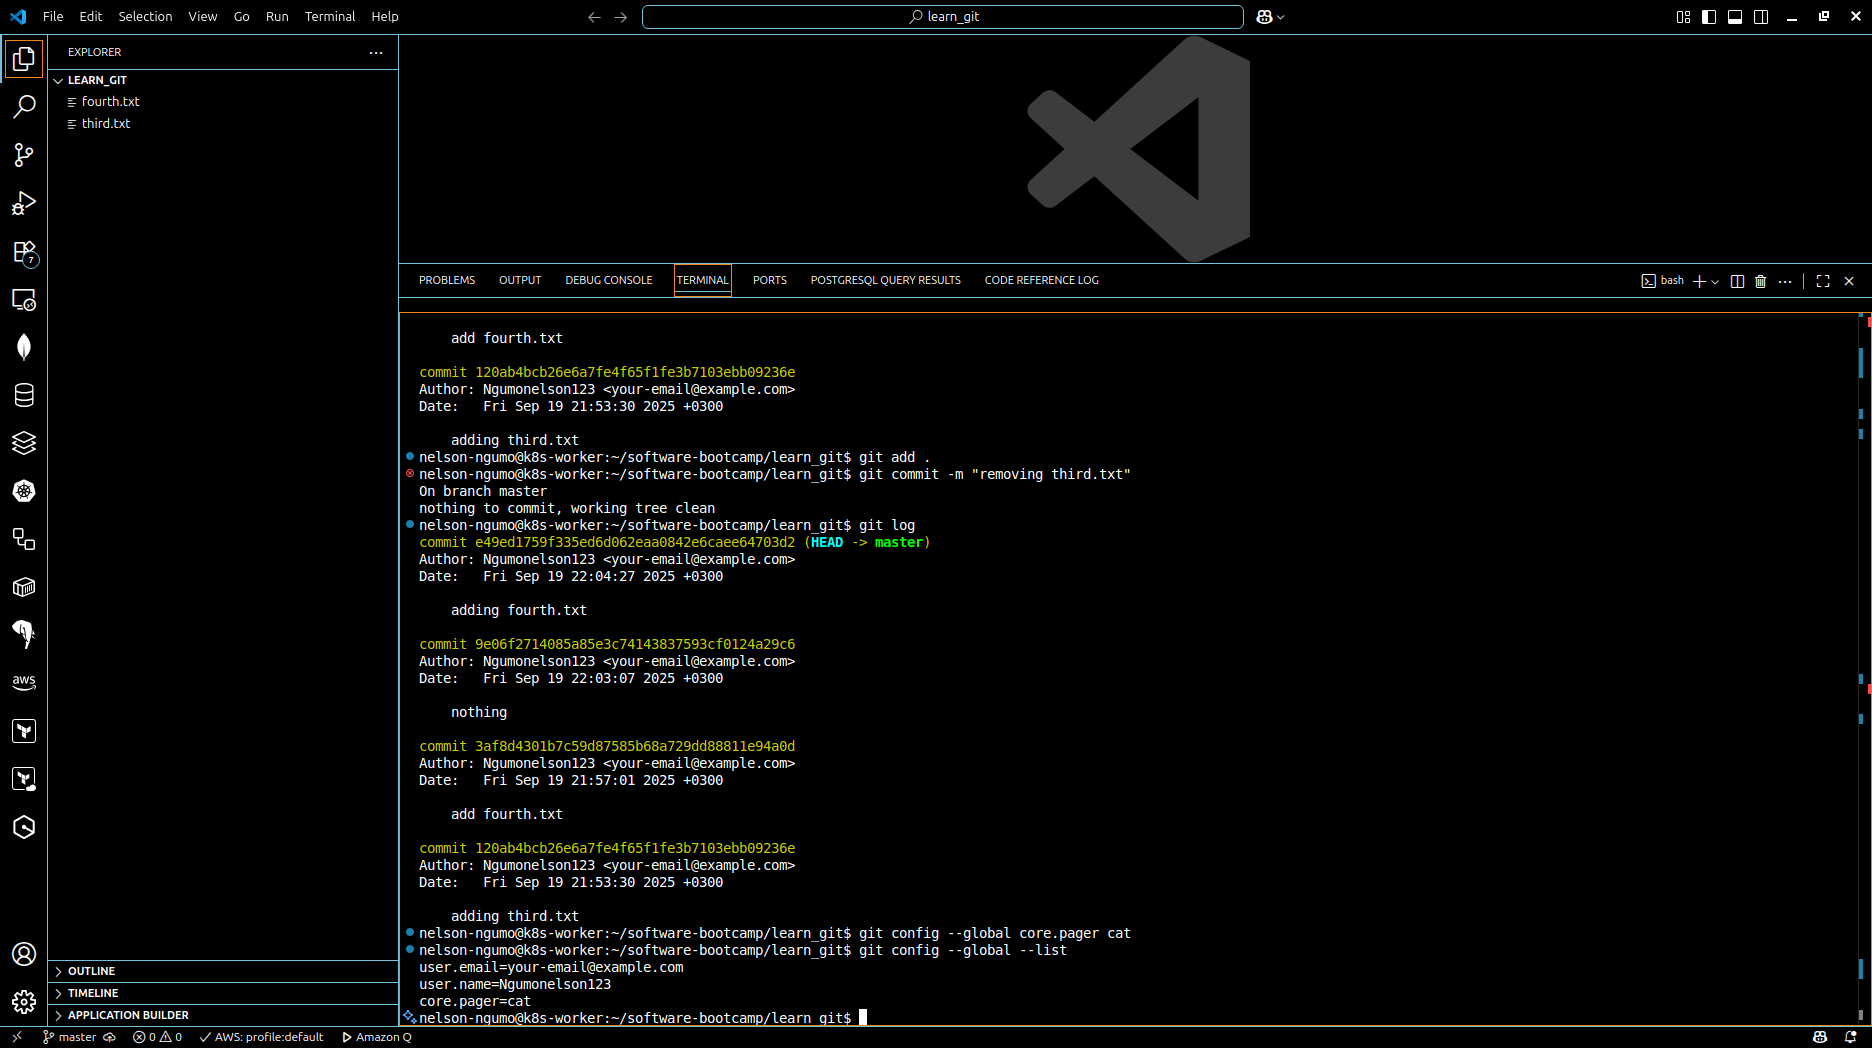 File Edit Selection View Go Run Terminal Help
learn_git
EXPLORER
LEARN_GIT
fourth.txt
third.txt
7
aws
OUTLINE
TIMELINE
APPLICATION BUILDER
PROBLEMS OUTPUT DEBUG CONSOLE TERMINAL PORTS POSTGRESQL QUERY RESULTS CODE REFERENCE LOG
bash
add fourth.txt
commit 120ab4bcb26e6a7fe4f65f1fe3b7103ebb09236e
Author: Ngumonelson123 <your-email@example.com>
Date:   Fri Sep 19 21:53:30 2025 +0300
adding third.txt
nelson-ngumo@k8s-worker:~/software-bootcamp/learn_git$ git add .
nelson-ngumo@k8s-worker:~/software-bootcamp/learn_git$ git commit -m "removing third.txt"
On branch master
nothing to commit, working tree clean
nelson-ngumo@k8s-worker:~/software-bootcamp/learn_git$ git log
commit e49ed1759f335ed6d062eaa0842e6caee64703d2 (HEAD -> master)
Author: Ngumonelson123 <your-email@example.com>
Date:   Fri Sep 19 22:04:27 2025 +0300
adding fourth.txt
commit 9e06f2714085a85e3c74143837593cf0124a29c6
Author: Ngumonelson123 <your-email@example.com>
Date:   Fri Sep 19 22:03:07 2025 +0300
nothing
commit 3af8d4301b7c59d87585b68a729dd88811e94a0d
Author: Ngumonelson123 <your-email@example.com>
Date:   Fri Sep 19 21:57:01 2025 +0300
add fourth.txt
commit 120ab4bcb26e6a7fe4f65f1fe3b7103ebb09236e
Author: Ngumonelson123 <your-email@example.com>
Date:   Fri Sep 19 21:53:30 2025 +0300
adding third.txt
nelson-ngumo@k8s-worker:~/software-bootcamp/learn_git$ git config --global core.pager cat
nelson-ngumo@k8s-worker:~/software-bootcamp/learn_git$ git config --global --list
user.email=your-email@example.com
user.name=Ngumonelson123
core.pager=cat
nelson-ngumo@k8s-worker:~/software-bootcamp/learn_git$
master 0 0 AWS: profile:default Amazon Q